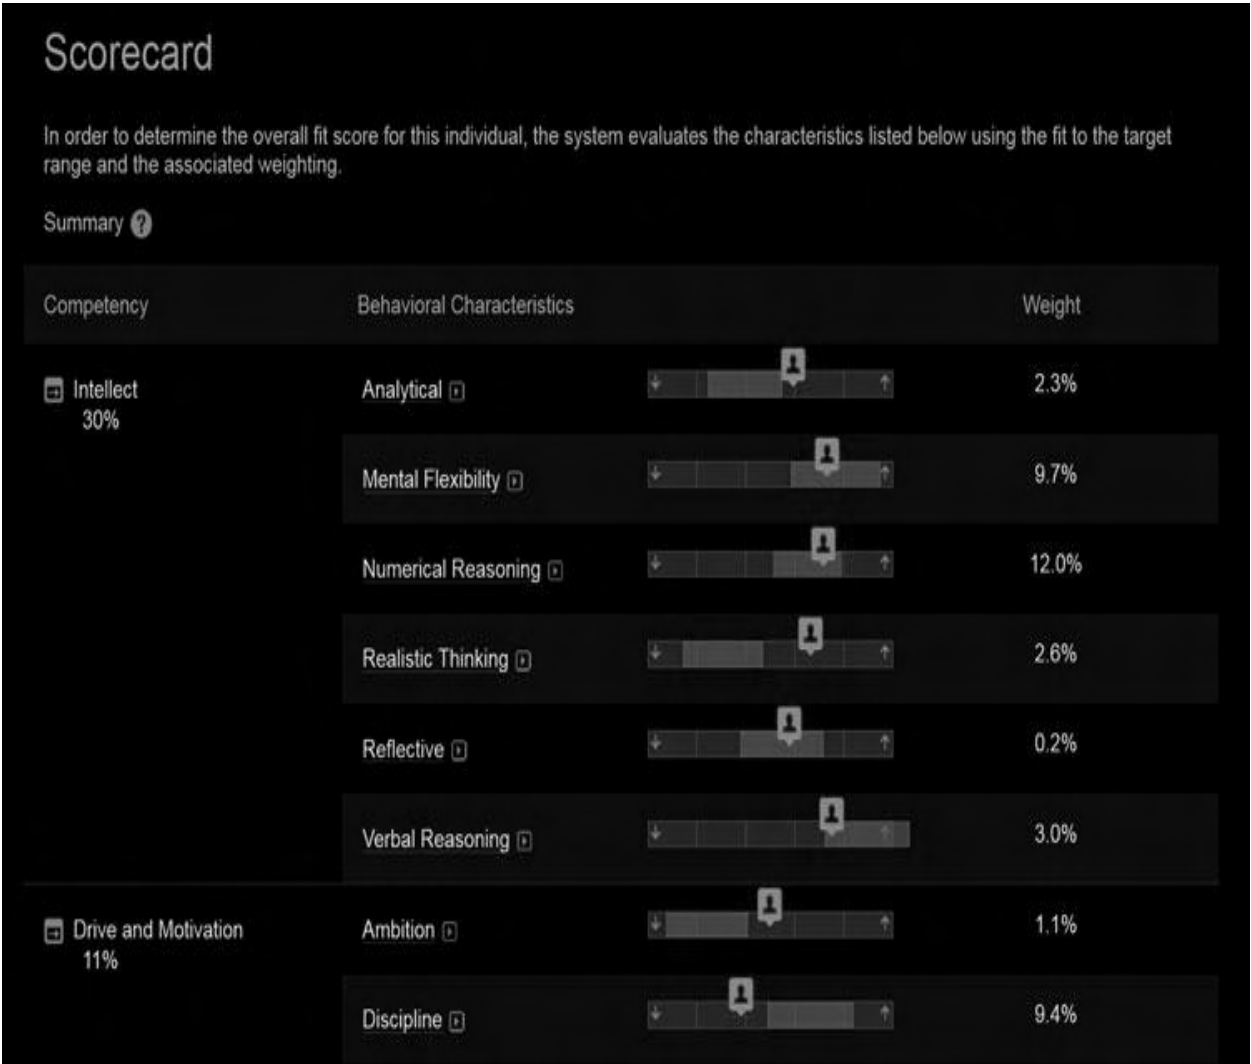 Scorecard
In order to determine the overall fit score for this individual, the system evaluates the characteristics listed below using the fit to the target
range and the associated weighting.
Summary ?
Competency Behavioral Characteristics Weight
Intellect Analytical 2.3%
30%
Mental Flexibility 9.7%
Numerical Reasoning 12.0%
Realistic Thinking 2.6%
Reflective 0.2%
Verbal Reasoning 3.0%
Drive and Motivation Ambition 1.1%
11%
Discipline 9.4%